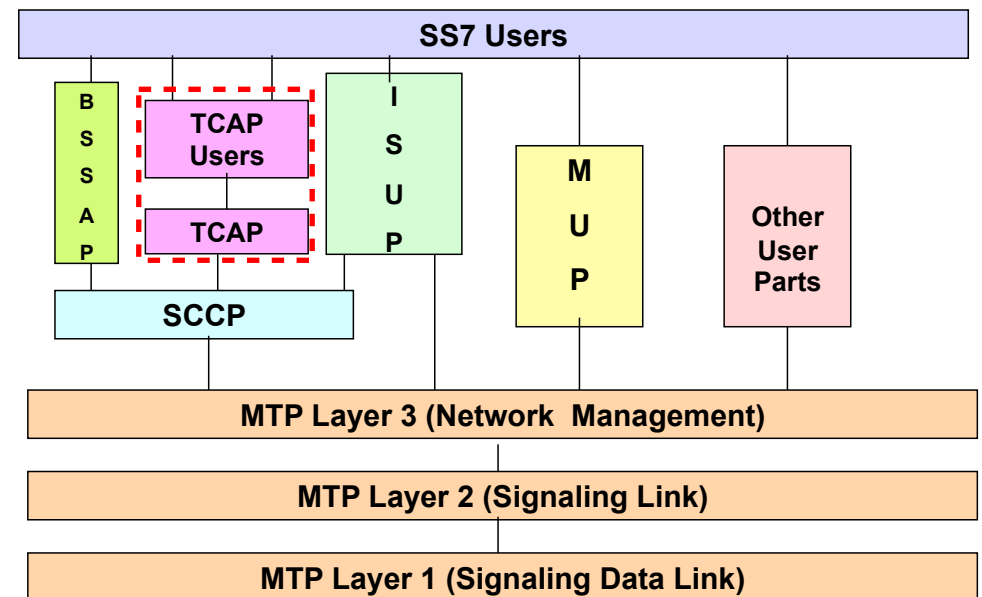 SS7 Users
B
S
S
A
P
TCAP
Users
TCAP
I
S
U
P
M
U
P
Other
User
Parts
SCCP
MTP Layer 3 (Network Management)
MTP Layer 2 (Signaling Link)
MTP Layer 1 (Signaling Data Link)